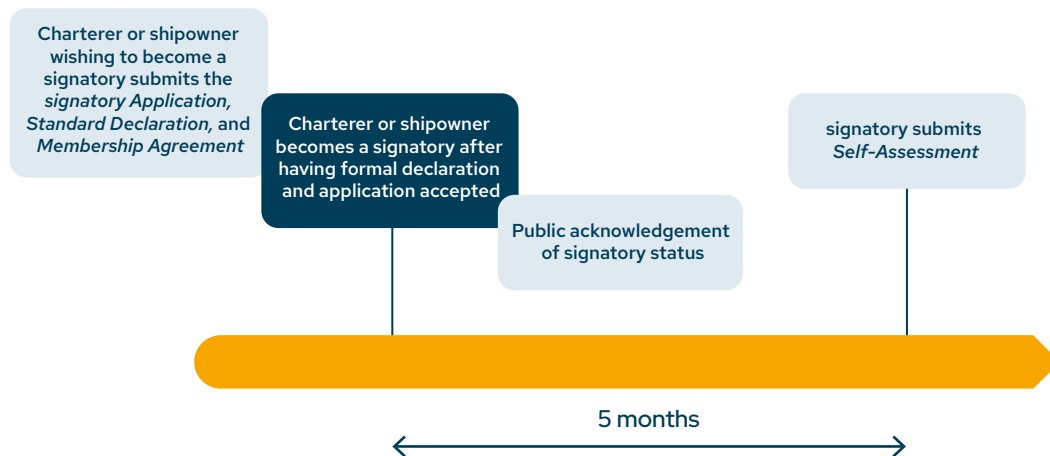 Charterer or shipowner
wishing to become a
signatory submits the
signatory Application,
Standard Declaration, and
Membership Agreement
Charterer or shipowner
becomes a signatory after
having formal declaration
and application accepted
Public acknowledgement
of signatory status
signatory submits
Self-Assessment
5 months